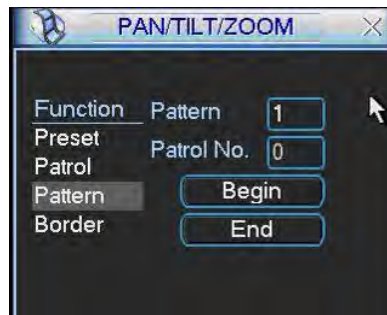 PAN/TILT/ZOOM
Function
Pattern 1
Preset
Patrol No. 0
Patrol
Pattern
Begin
Border
End